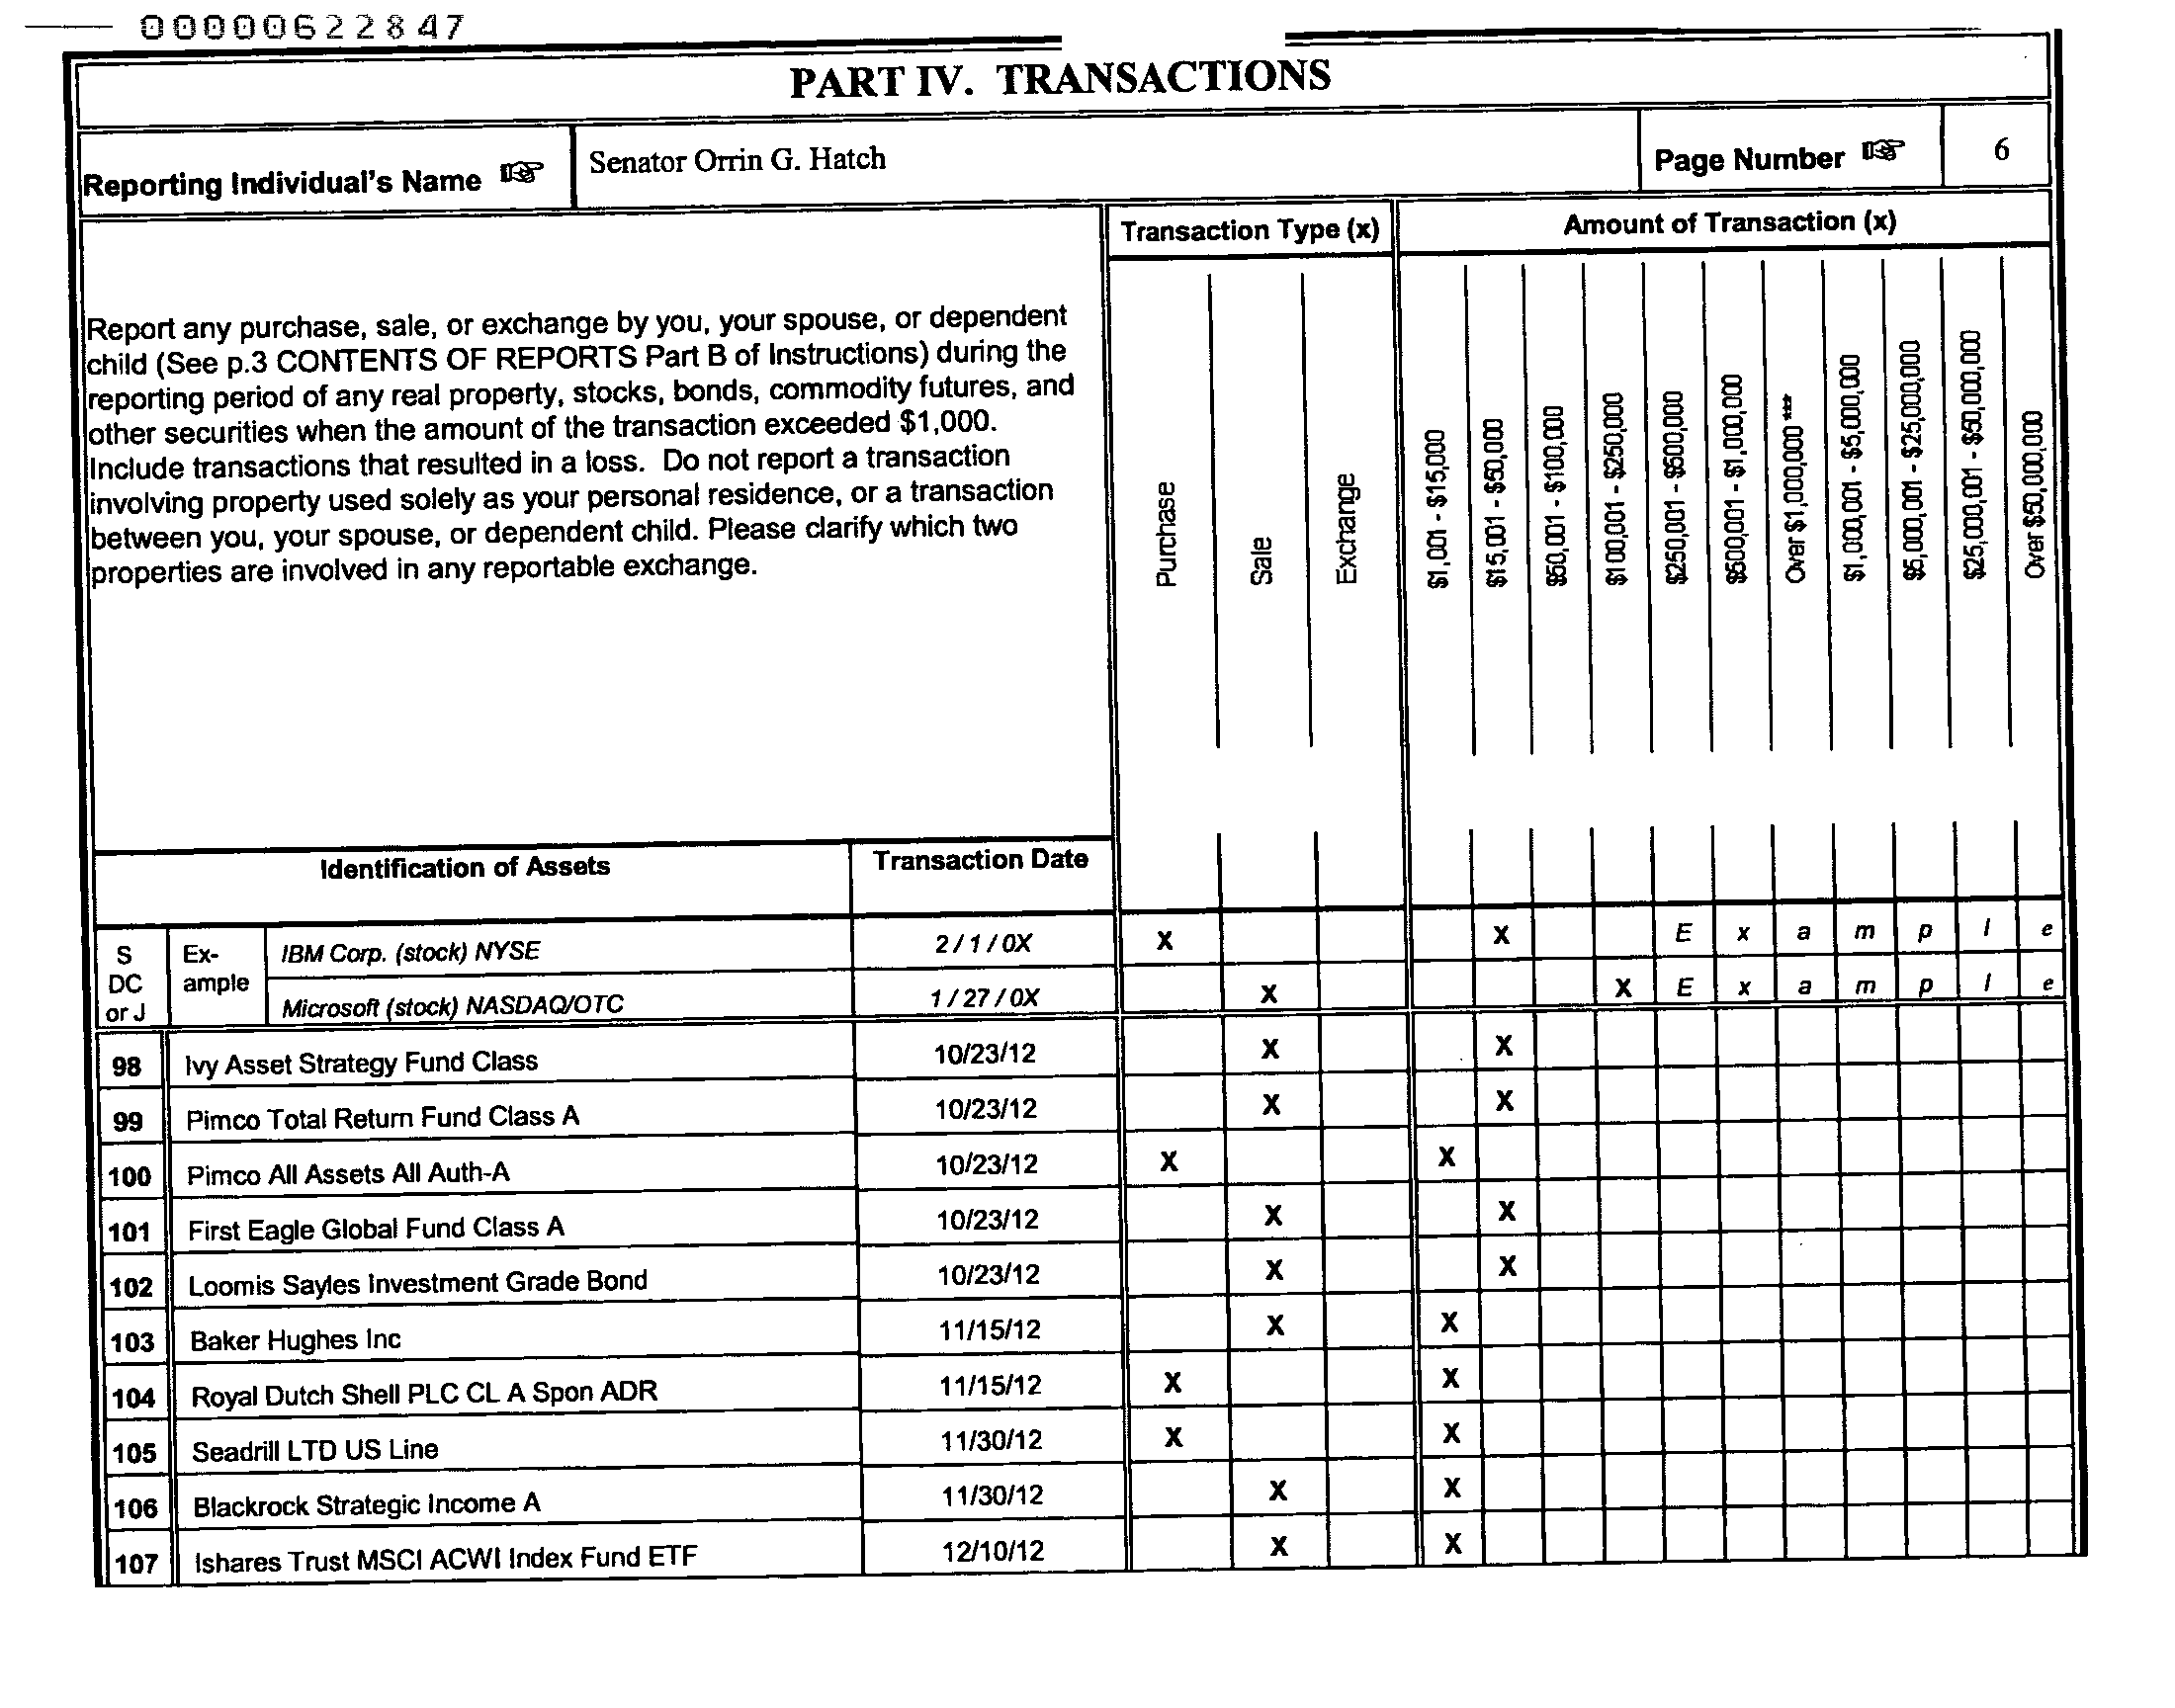 00000622847
PART IV. TRANSACTIONS
Reporting Individual's Name ☞ Senator Orrin G. Hatch Page Number ☞ 6
Transaction Type (x) Amount of Transaction (x)
Report any purchase, sale, or exchange by you, your spouse, or dependent
child (See p.3 CONTENTS OF REPORTS Part B of Instructions) during the
reporting period of any real property, stocks, bonds, commodity futures, and
other securities when the amount of the transaction exceeded $1,000.
Include transactions that resulted in a loss. Do not report a transaction
involving property used solely as your personal residence, or a transaction
between you, your spouse, or dependent child. Please clarify which two
properties are involved in any reportable exchange.
Purchase
Sale
Exchange
$1,001 - $15,000
$15,001 - $50,000
$50,001 - $100,000
$100,001 - $250,000
$250,001 - $500,000
$500,001 - $1,000,000
Over $1,000,000 ***
$1,000,001 - $5,000,000
$5,000,001 - $25,000,000
$25,000,001 - $50,000,000
Over $50,000,000
Identification of Assets Transaction Date
S
DC
or J
Ex-
ample
IBM Corp. (stock) NYSE 2 / 1 / 0X X X E x a m p l e
Microsoft (stock) NASDAQ/OTC 1 / 27 / 0X X X E x a m p l e
98 Ivy Asset Strategy Fund Class 10/23/12 X X
99 Pimco Total Return Fund Class A 10/23/12 X X
100 Pimco All Assets All Auth-A 10/23/12 X X
101 First Eagle Global Fund Class A 10/23/12 X X
102 Loomis Sayles Investment Grade Bond 10/23/12 X X
103 Baker Hughes Inc 11/15/12 X X
104 Royal Dutch Shell PLC CL A Spon ADR 11/15/12 X X
105 Seadrill LTD US Line 11/30/12 X X
106 Blackrock Strategic Income A 11/30/12 X X
107 Ishares Trust MSCI ACWI Index Fund ETF 12/10/12 X X